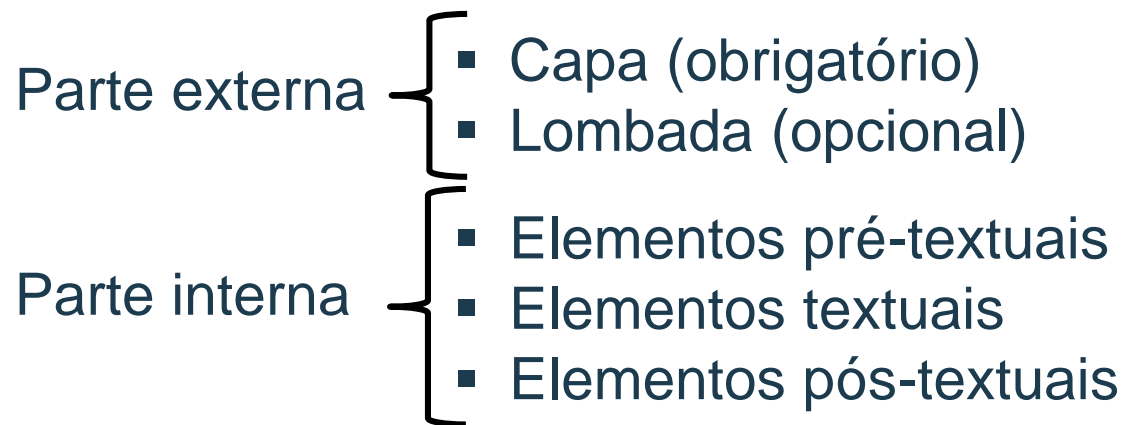 Parte externa
▪ Capa (obrigatório)
▪ Lombada (opcional)
Parte interna
▪ Elementos pré-textuais
▪ Elementos textuais
▪ Elementos pós-textuais